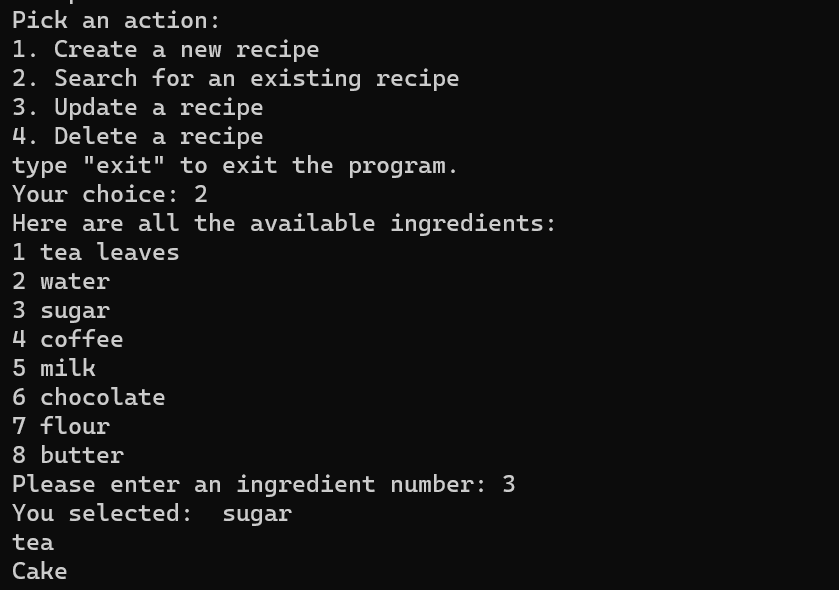 Pick an action:
1. Create a new recipe
2. Search for an existing recipe
3. Update a recipe
4. Delete a recipe
type "exit" to exit the program.
Your choice: 2
Here are all the available ingredients:
1 tea leaves
2 water
3 sugar
4 coffee
5 milk
6 chocolate
7 flour
8 butter
Please enter an ingredient number: 3
You selected:  sugar
tea
Cake